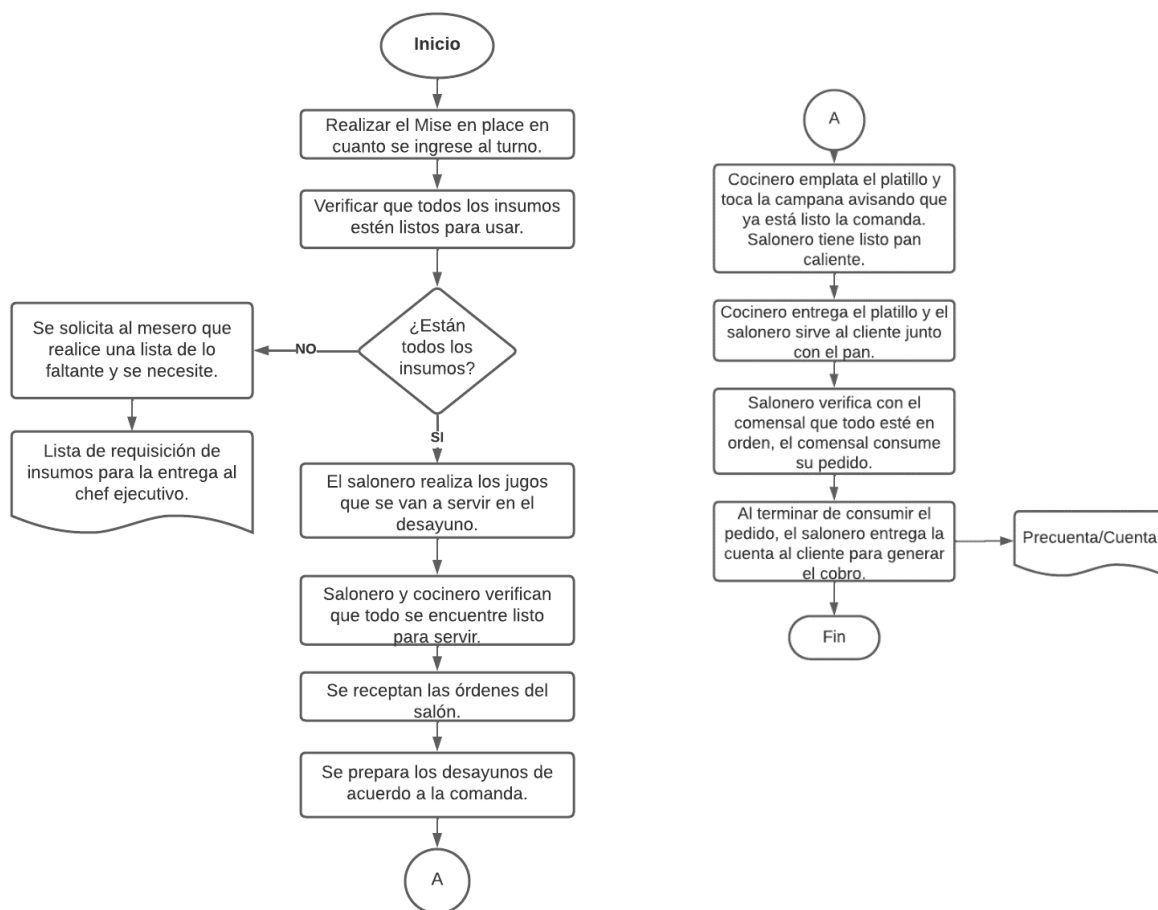 Inicio
Realizar el Mise en place en
cuanto se ingrese al turno.
Verificar que todos los insumos
estén listos para usar.
¿Están
todos los
insumos?
NO
Se solicita al mesero que
realice una lista de lo
faltante y se necesite.
Lista de requisición de
insumos para la entrega al
chef ejecutivo.
SI
El salonero realiza los jugos
que se van a servir en el
desayuno.
Salonero y cocinero verifican
que todo se encuentre listo
para servir.
Se receptan las órdenes del
salón.
Se prepara los desayunos de
acuerdo a la comanda.
A
A
Cocinero emplata el platillo y
toca la campana avisando que
ya está listo la comanda.
Salonero tiene listo pan
caliente.
Cocinero entrega el platillo y el
salonero sirve al cliente junto
con el pan.
Salonero verifica con el
comensal que todo esté en
orden, el comensal consume
su pedido.
Al terminar de consumir el
pedido, el salonero entrega la
cuenta al cliente para generar
el cobro.
Precuenta/Cuenta
Fin